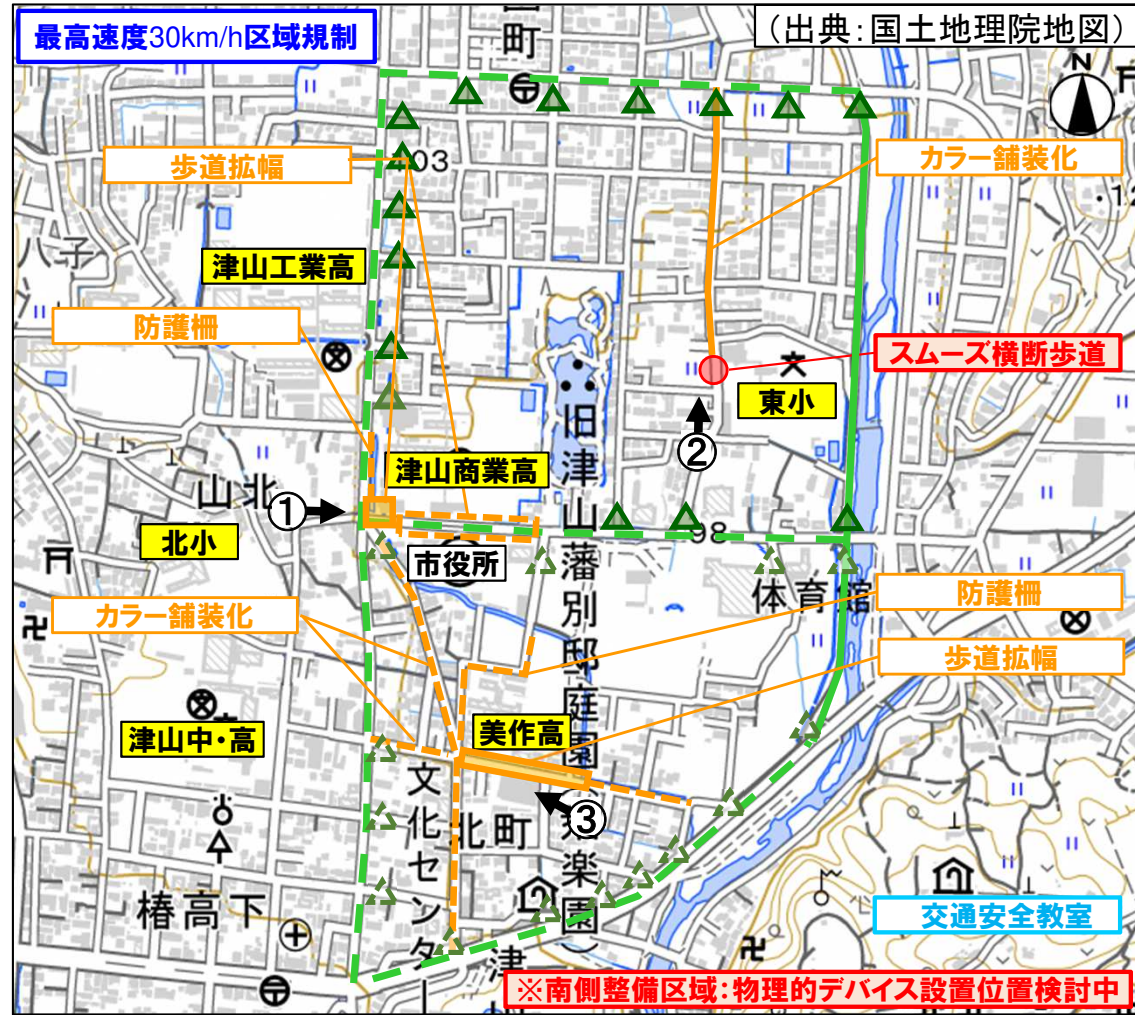 最高速度30km/h区域規制
（出典：国土地理院地図）
町
N
歩道拡幅
カラー舗装化
403
八子
津山工業高
防護柵
スムーズ横断歩道
東小
②
旧津山藩別邸庭園（衆楽園）
津山商業高
山北
①
北小
市役所
98
体育館
カラー舗装化
防護柵
歩道拡幅
津山中・高
美作高
文化センター
③
北町
椿高下
津
交通安全教室
※南側整備区域：物理的デバイス設置位置検討中